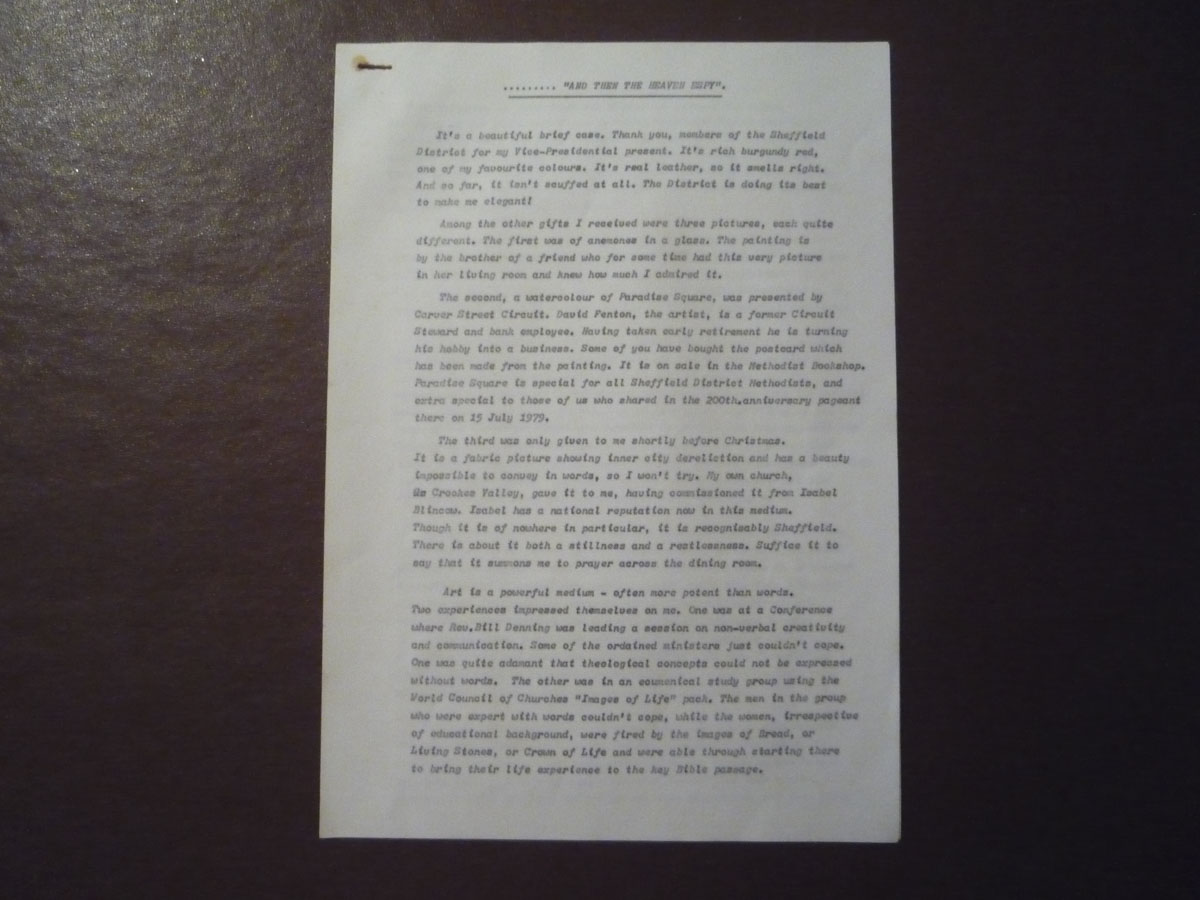 ......... "AND THEN THE HEAVEN ESPY".
It's a beautiful brief case. Thank you, members of the Sheffield
District for my Vice-Presidential present. It's rich burgundy red,
one of my favourite colours. It's real leather, so it smells right.
And so far, it isn't scuffed at all. The District is doing its best
to make me elegant!
Among the other gifts I received were three pictures, each quite
different. The first was of anemones in a glass. The painting is
by the brother of a friend who for some time had this very picture
in her living room and knew how much I admired it.
The second, a watercolour of Paradise Square, was presented by
Carver Street Circuit. David Fenton, the artist, is a former Circuit
Steward and bank employee. Having taken early retirement he is turning
his hobby into a business. Some of you have bought the postcard which
has been made from the painting. It is on sale in the Methodist Bookshop.
Paradise Square is special for all Sheffield District Methodists, and
extra special to those of us who shared in the 200th.anniversary pageant
there on 15 July 1979.
The third was only given to me shortly before Christmas.
It is a fabric picture showing inner city dereliction and has a beauty
impossible to convey in words, so I won't try. My own church,
Crookes Valley, gave it to me, having commissioned it from Isabel
Blincow. Isabel has a national reputation now in this medium.
Though it is of nowhere in particular, it is recognisably Sheffield.
There is about it both a stillness and a restlessness. Suffice it to
say that it summons me to prayer across the dining room.
Art is a powerful medium - often more potent than words.
Two experiences impressed themselves on me. One was at a Conference
where Rev.Bill Denning was leading a session on non-verbal creativity
and communication. Some of the ordained ministers just couldn't cope.
One was quite adamant that theological concepts could not be expressed
without words. The other was in an ecumenical study group using the
World Council of Churches "Images of Life" pack. The men in the group
who were expert with words couldn't cope, while the women, irrespective
of educational background, were fired by the images of Bread, or
Living Stones, or Crown of Life and were able through starting there
to bring their life experience to the key Bible passage.